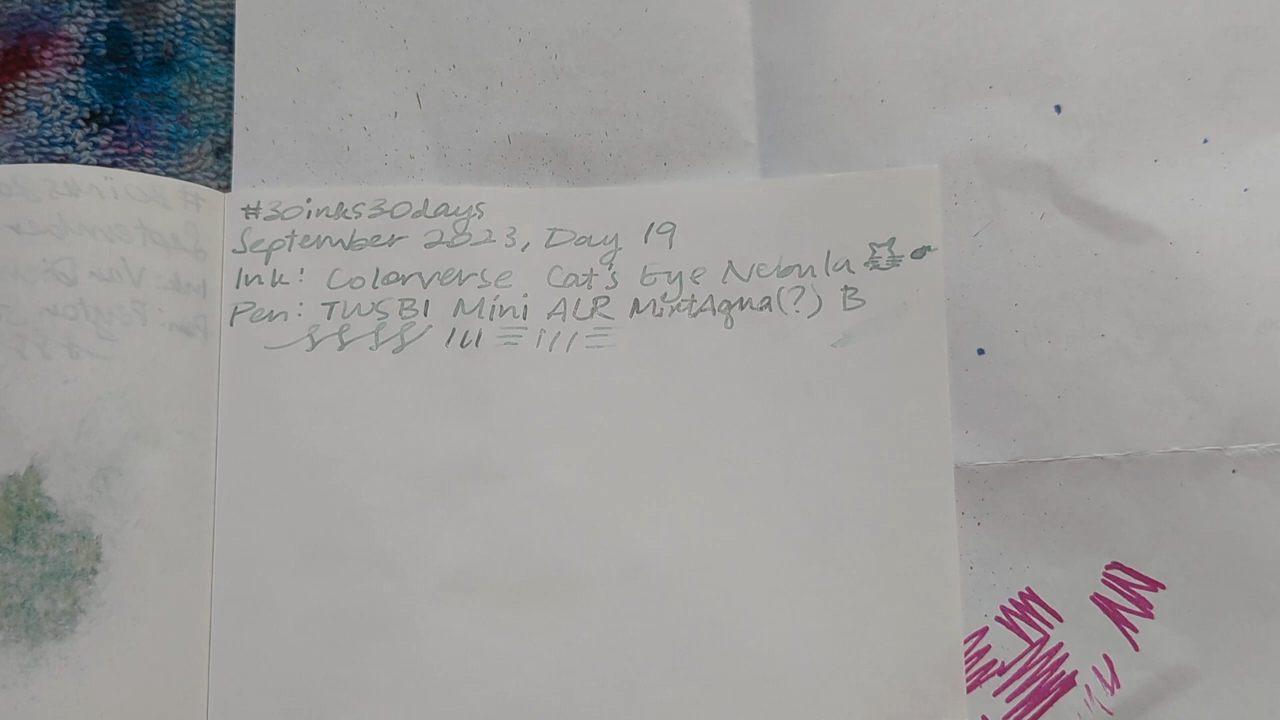 #30inks30days
September 2023, Day 19
Ink: Colorverse Cat's Eye Nebula
Pen: TWSBI Mini ALR MintAqua(?) B